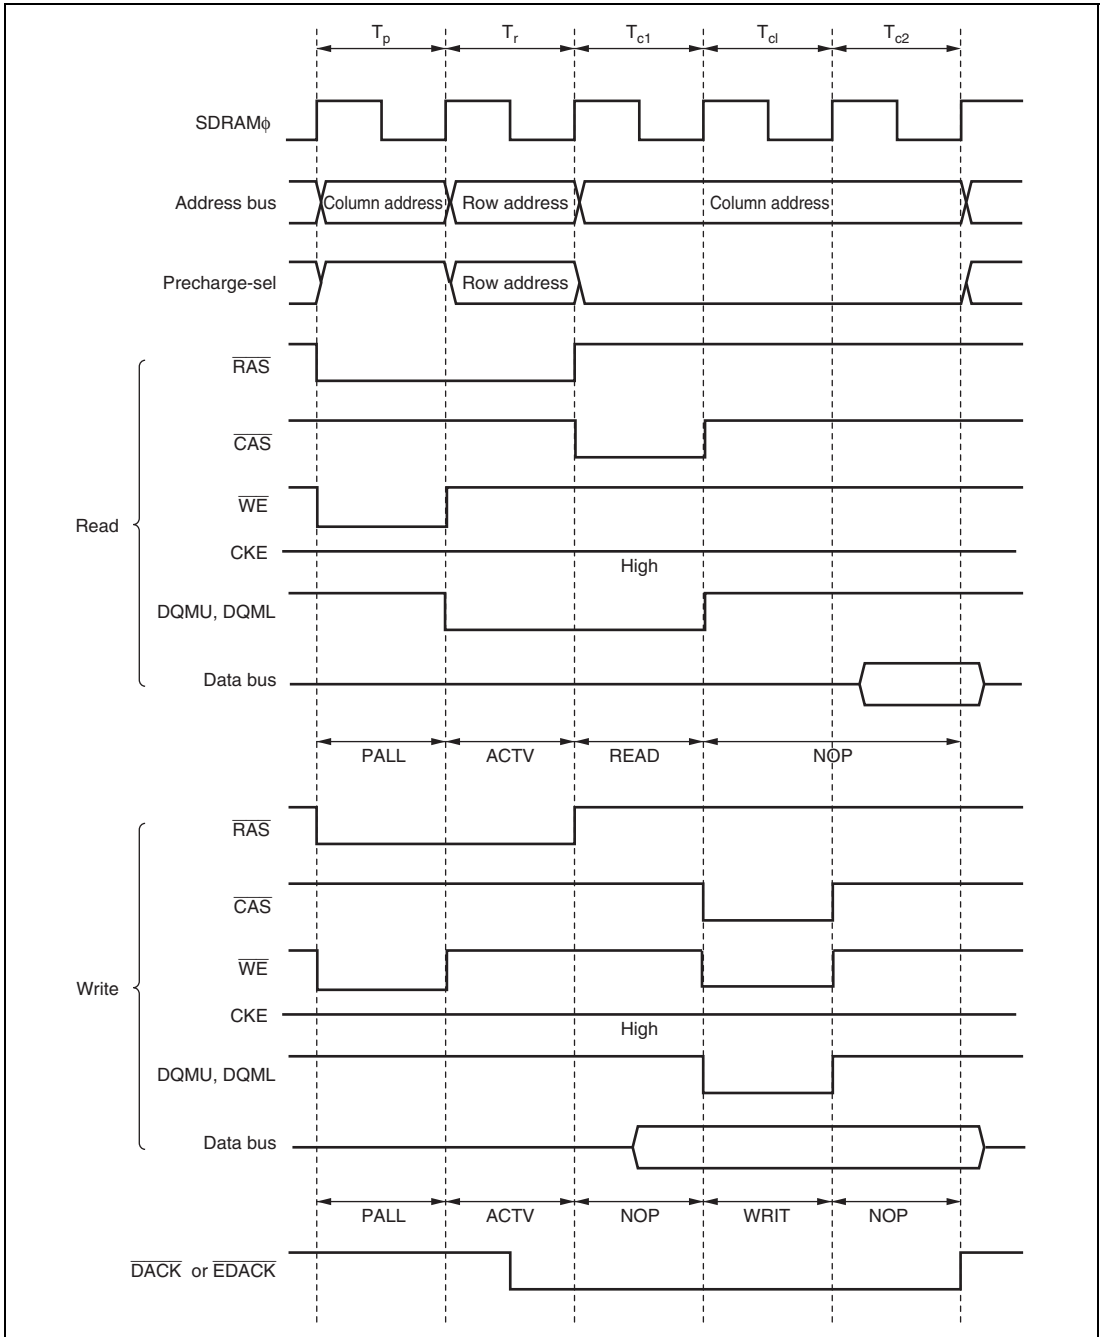 Tp Tr Tc1 Tcl Tc2
SDRAMϕ
Address bus Column address Row address Column address
Precharge-sel Row address
Read
RAS
CAS
WE
CKE High
DQMU, DQML
Data bus
PALL ACTV READ NOP
Write
RAS
CAS
WE
CKE High
DQMU, DQML
Data bus
PALL ACTV NOP WRIT NOP
DACK or EDACK